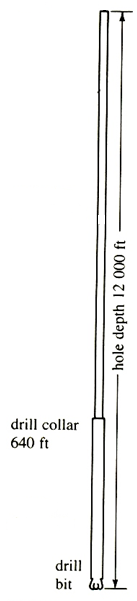 hole depth 12 000 ft
drill collar
640 ft
drill
bit